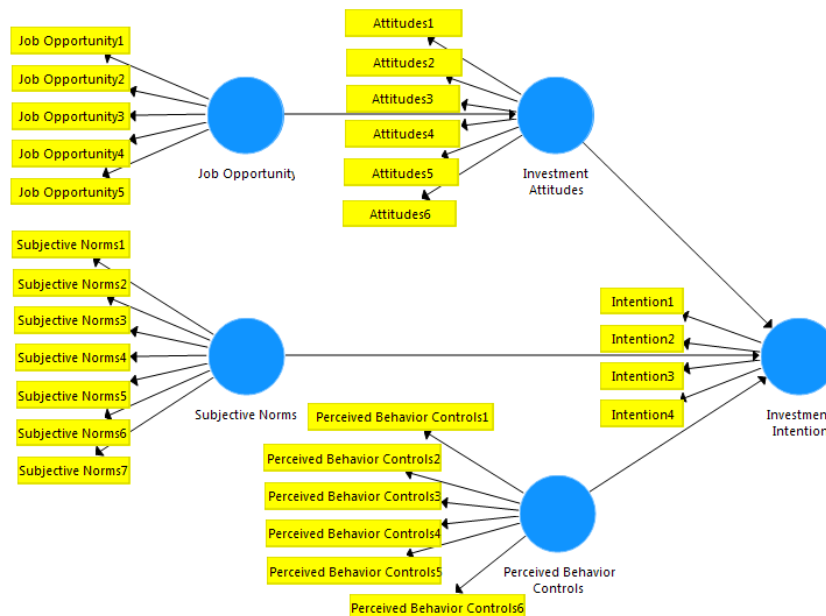 Job Opportunity1
Job Opportunity2
Job Opportunity3
Job Opportunity4
Job Opportunity5
Job Opportunity
Attitudes1
Attitudes2
Attitudes3
Attitudes4
Attitudes5
Attitudes6
Investment
Attitudes
Subjective Norms1
Subjective Norms2
Subjective Norms3
Subjective Norms4
Subjective Norms5
Subjective Norms6
Subjective Norms7
Subjective Norms
Intention1
Intention2
Intention3
Intention4
Investment
Intention
Perceived Behavior Controls1
Perceived Behavior Controls2
Perceived Behavior Controls3
Perceived Behavior Controls4
Perceived Behavior Controls5
Perceived Behavior Controls6
Perceived Behavior
Controls